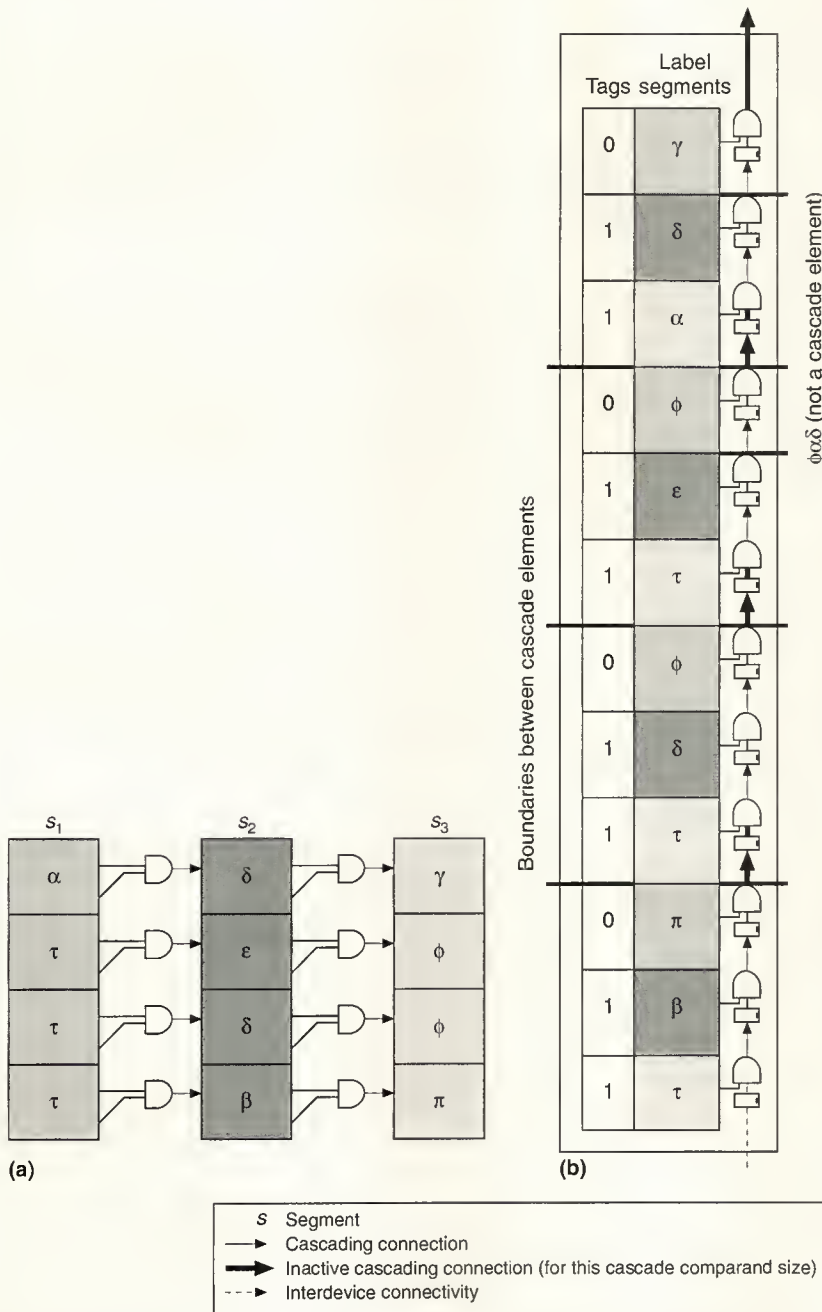 Label
Tags segments
0 γ
1 δ
1 α
0 φ
1 ε
1 τ
0 φ
1 δ
1 τ
0 π
1 β
1 τ
Boundaries between cascade elements
φαδ (not a cascade element)
s1 s2 s3
α δ γ
τ ε φ
τ δ φ
τ β π
(a)
(b)
s Segment
Cascading connection
Inactive cascading connection (for this cascade comparand size)
Interdevice connectivity